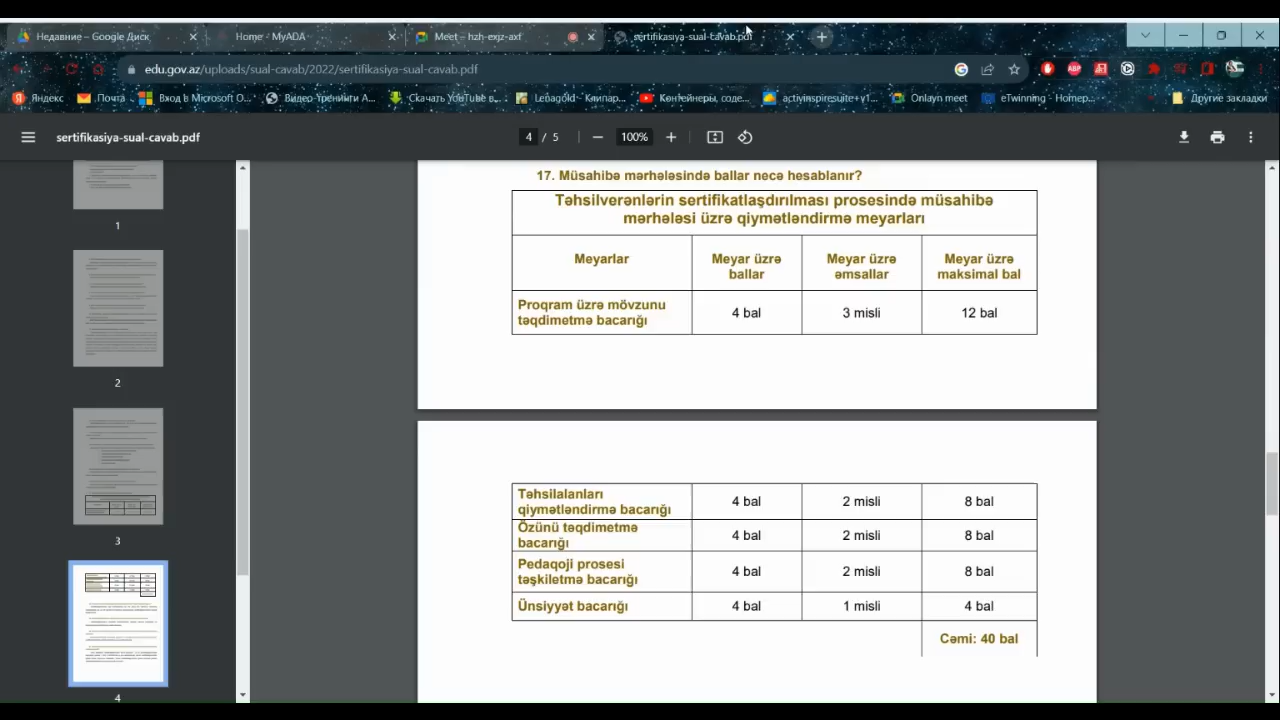 Недавние – Google Диск
Home - MyADA
Meet – hzh-exjz-axf
sertifikasiya-sual-cavab.pdf
edu.gov.az/uploads/sual-cavab/2022/sertifikasiya-sual-cavab.pdf
Яндекс
Почта
Вход в Microsoft O...
Видео тренинги А...
Скачать YouTube в...
Lenagold - Клипар...
Контейнеры, соде...
activinspiresuite+v1...
Onlayn meet
eTwinning - Homep...
Другие закладки
sertifikasiya-sual-cavab.pdf
4 / 5
100%
1
2
3
4
17. Müsahibə mərhələsində ballar necə hesablanır?
Təhsilverənlərin sertifikatlaşdırılması prosesində müsahibə
mərhələsi üzrə qiymətləndirmə meyarları
Meyarlar
Meyar üzrə
ballar
Meyar üzrə
əmsallar
Meyar üzrə
maksimal bal
Proqram üzrə mövzunu
təqdimetmə bacarığı
4 bal
3 misli
12 bal
Təhsilalanları
qiymətləndirmə bacarığı
4 bal
2 misli
8 bal
Özünü təqdimetmə
bacarığı
4 bal
2 misli
8 bal
Pedaqoji prosesi
təşkiletmə bacarığı
4 bal
2 misli
8 bal
Ünsiyyət bacarığı
4 bal
1 misli
4 bal
Cəmi: 40 bal